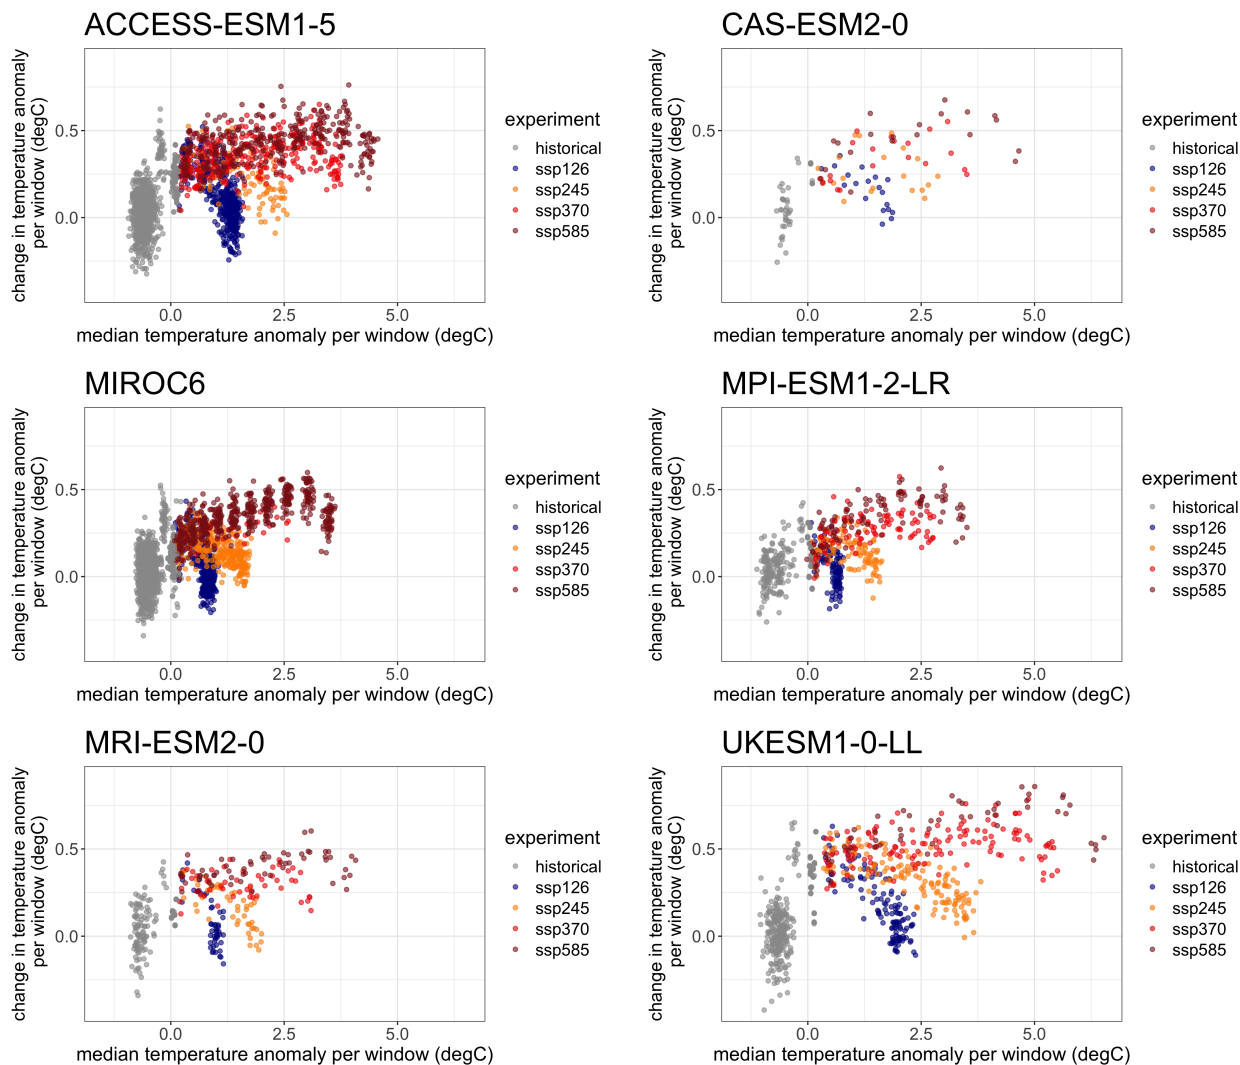 ACCESS-ESM1-5
change in temperature anomaly
per window (degC)
0.5
0.0
0.0 2.5 5.0
median temperature anomaly per window (degC)
experiment
historical
ssp126
ssp245
ssp370
ssp585
CAS-ESM2-0
change in temperature anomaly
per window (degC)
0.5
0.0
0.0 2.5 5.0
median temperature anomaly per window (degC)
experiment
historical
ssp126
ssp245
ssp370
ssp585
MIROC6
change in temperature anomaly
per window (degC)
0.5
0.0
0.0 2.5 5.0
median temperature anomaly per window (degC)
experiment
historical
ssp126
ssp245
ssp370
ssp585
MPI-ESM1-2-LR
change in temperature anomaly
per window (degC)
0.5
0.0
0.0 2.5 5.0
median temperature anomaly per window (degC)
experiment
historical
ssp126
ssp245
ssp370
ssp585
MRI-ESM2-0
change in temperature anomaly
per window (degC)
0.5
0.0
0.0 2.5 5.0
median temperature anomaly per window (degC)
experiment
historical
ssp126
ssp245
ssp370
ssp585
UKESM1-0-LL
change in temperature anomaly
per window (degC)
0.5
0.0
0.0 2.5 5.0
median temperature anomaly per window (degC)
experiment
historical
ssp126
ssp245
ssp370
ssp585